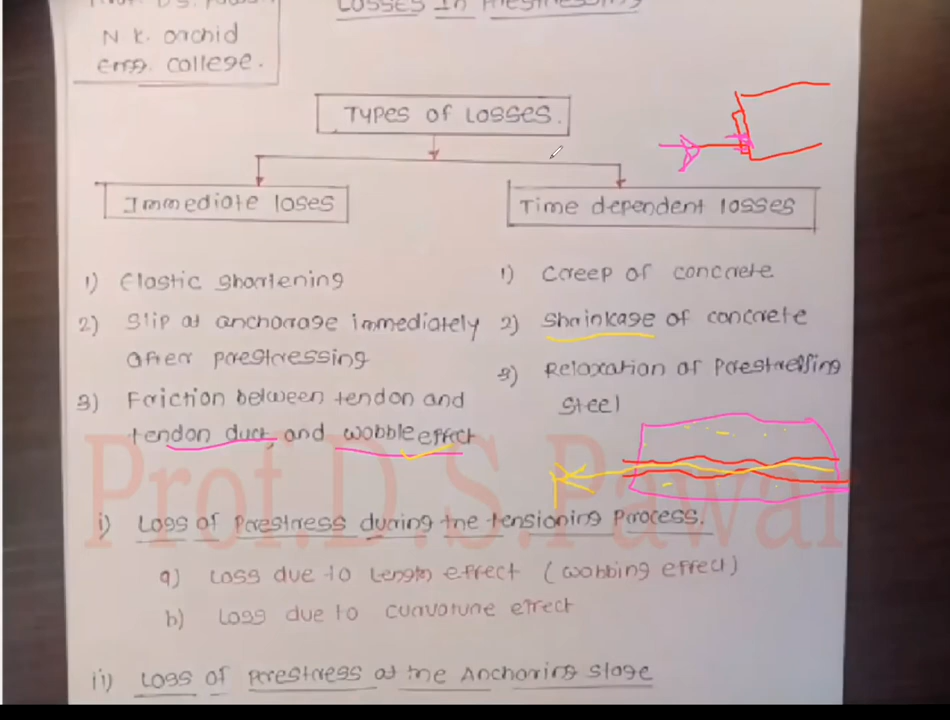 Losses In Prestressing
N K. Orchid
Engg. College.
Types of Losses.
Immediate loses
Time dependent losses
1) Elastic Shortening
2) Slip at anchorage immediately
after prestressing
3) Friction between tendon and
tendon duct, and wobble effect
1) Creep of concrete
2) Shrinkage of concrete
3) Relaxation of Prestressing
Steel
Prof.D.S.Pawar
i) Loss of Prestress during the tensioning Process.
a) Loss due to Length effect (wobbing effect)
b) Loss due to curvature effect
ii) Loss of Prestress at the Anchoring stage